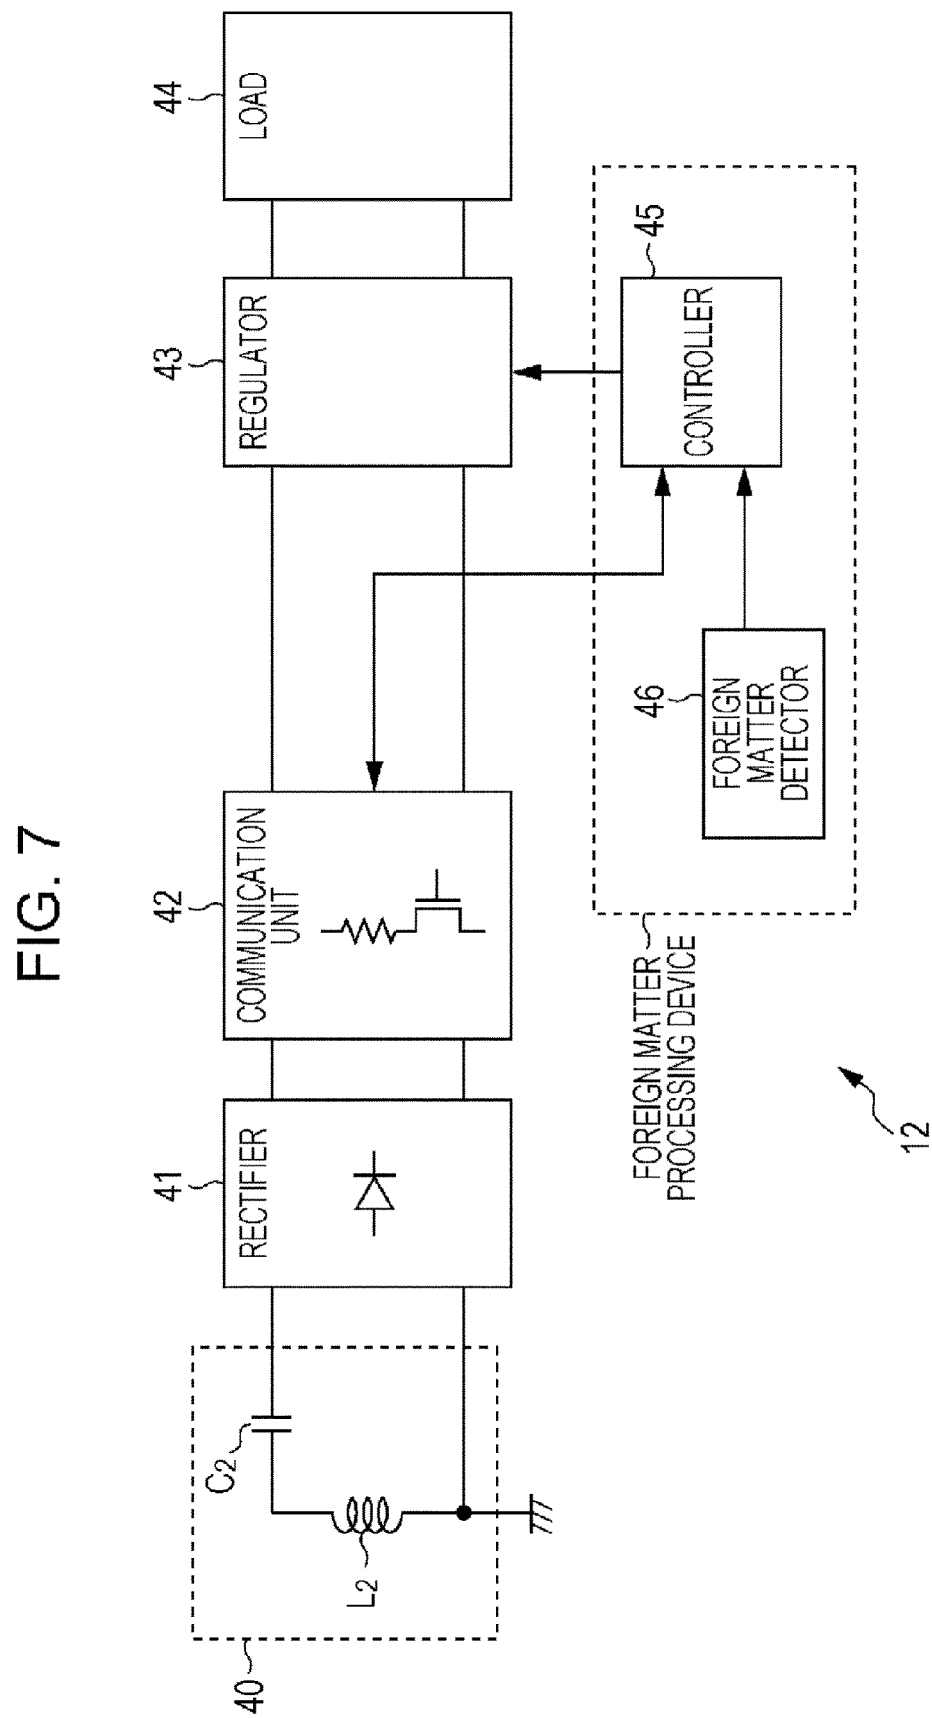 FIG. 7
40
C2
L2
41
RECTIFIER
42
COMMUNICATION
UNIT
43
REGULATOR
44
LOAD
45
CONTROLLER
46
FOREIGN
MATTER
DETECTOR
FOREIGN MATTER
PROCESSING DEVICE
12